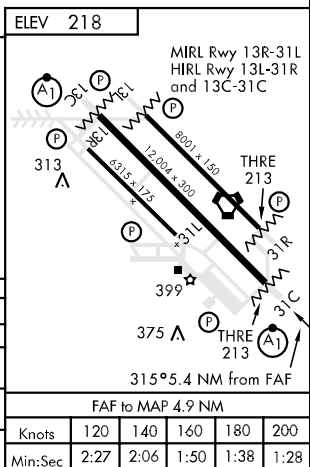 ELEV 218
MIRL Rwy 13R-31L
HIRL Rwy 13L-31R
and 13C-31C
A1
P
13C
13L
P
P
13R
313
8001 x 150
12,004 x 300
6315 x 175
THRE
213
P
P
31L
31R
399
31C
375
P
THRE
213
A1
315°5.4 NM from FAF
FAF to MAP 4.9 NM
Knots 120 140 160 180 200
Min:Sec 2:27 2:06 1:50 1:38 1:28